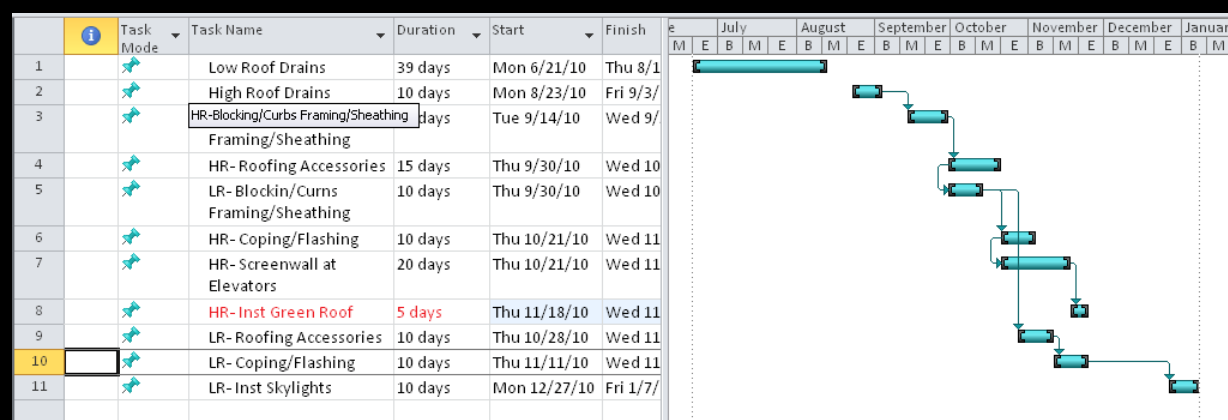 Task Mode Task Name Duration Start Finish e July August September October November December Januar
M E B M E B M E B M E B M E B M E B M E B M
1 Low Roof Drains 39 days Mon 6/21/10 Thu 8/1
2 High Roof Drains 10 days Mon 8/23/10 Fri 9/3/
HR-Blocking/Curbs Framing/Sheathing
3 days Tue 9/14/10 Wed 9/
Framing/Sheathing
4 HR- Roofing Accessories 15 days Thu 9/30/10 Wed 10
5 LR- Blockin/Curns 10 days Thu 9/30/10 Wed 10
Framing/Sheathing
6 HR- Coping/Flashing 10 days Thu 10/21/10 Wed 11
7 HR- Screenwall at 20 days Thu 10/21/10 Wed 11
Elevators
8 HR- Inst Green Roof 5 days Thu 11/18/10 Wed 11
9 LR- Roofing Accessories 10 days Thu 10/28/10 Wed 11
10 LR- Coping/Flashing 10 days Thu 11/11/10 Wed 11
11 LR- Inst Skylights 10 days Mon 12/27/10 Fri 1/7/